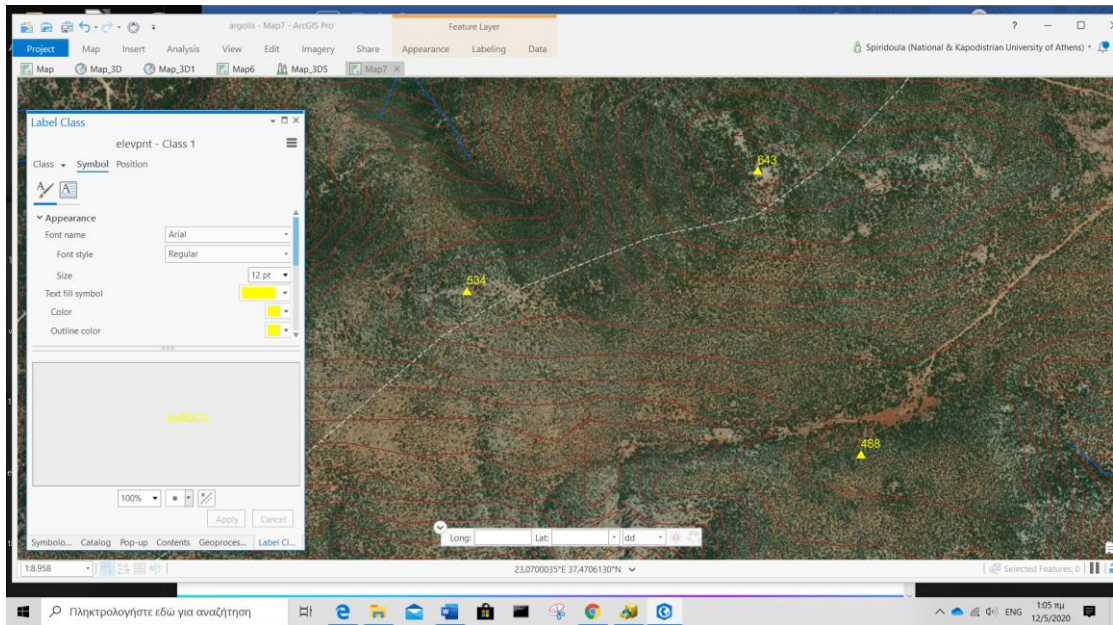 argolis - Map7 - ArcGIS Pro
Feature Layer
?
Project Map Insert Analysis View Edit Imagery Share Appearance Labeling Data
Spiridoula (National & Kapodistrian University of Athens)
Map Map_3D Map_3D1 Map6 Map_3D5 Map7
Label Class
elevpnt - Class 1
Class Symbol Position
Appearance
Font name Arial
Font style Regular
Size 12 pt
Text fill symbol
Color
Outline color
AaBbCc
100%
Apply Cancel
Symbolo... Catalog Pop-up Contents Geoproces... Label Cl...
643
534
488
Long: Lat: dd
1:8.958
23,0700035°E 37,4706130°N
Selected Features: 0
Πληκτρολογήστε εδώ για αναζήτηση
ENG
1:05 πμ
12/5/2020